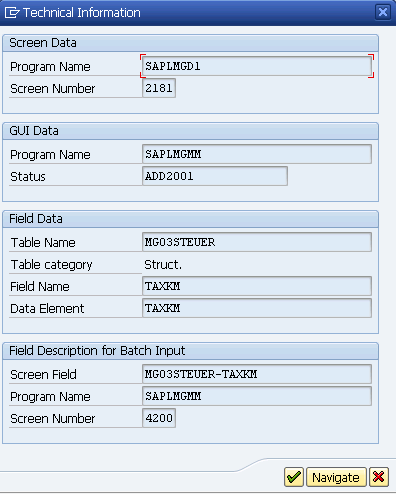 Technical Information
Screen Data
Program Name SAPLMGD1
Screen Number 2181
GUI Data
Program Name SAPLMGMM
Status ADD2001
Field Data
Table Name MG03STEUER
Table category Struct.
Field Name TAXKM
Data Element TAXKM
Field Description for Batch Input
Screen Field MG03STEUER-TAXKM
Program Name SAPLMGMM
Screen Number 4200
Navigate